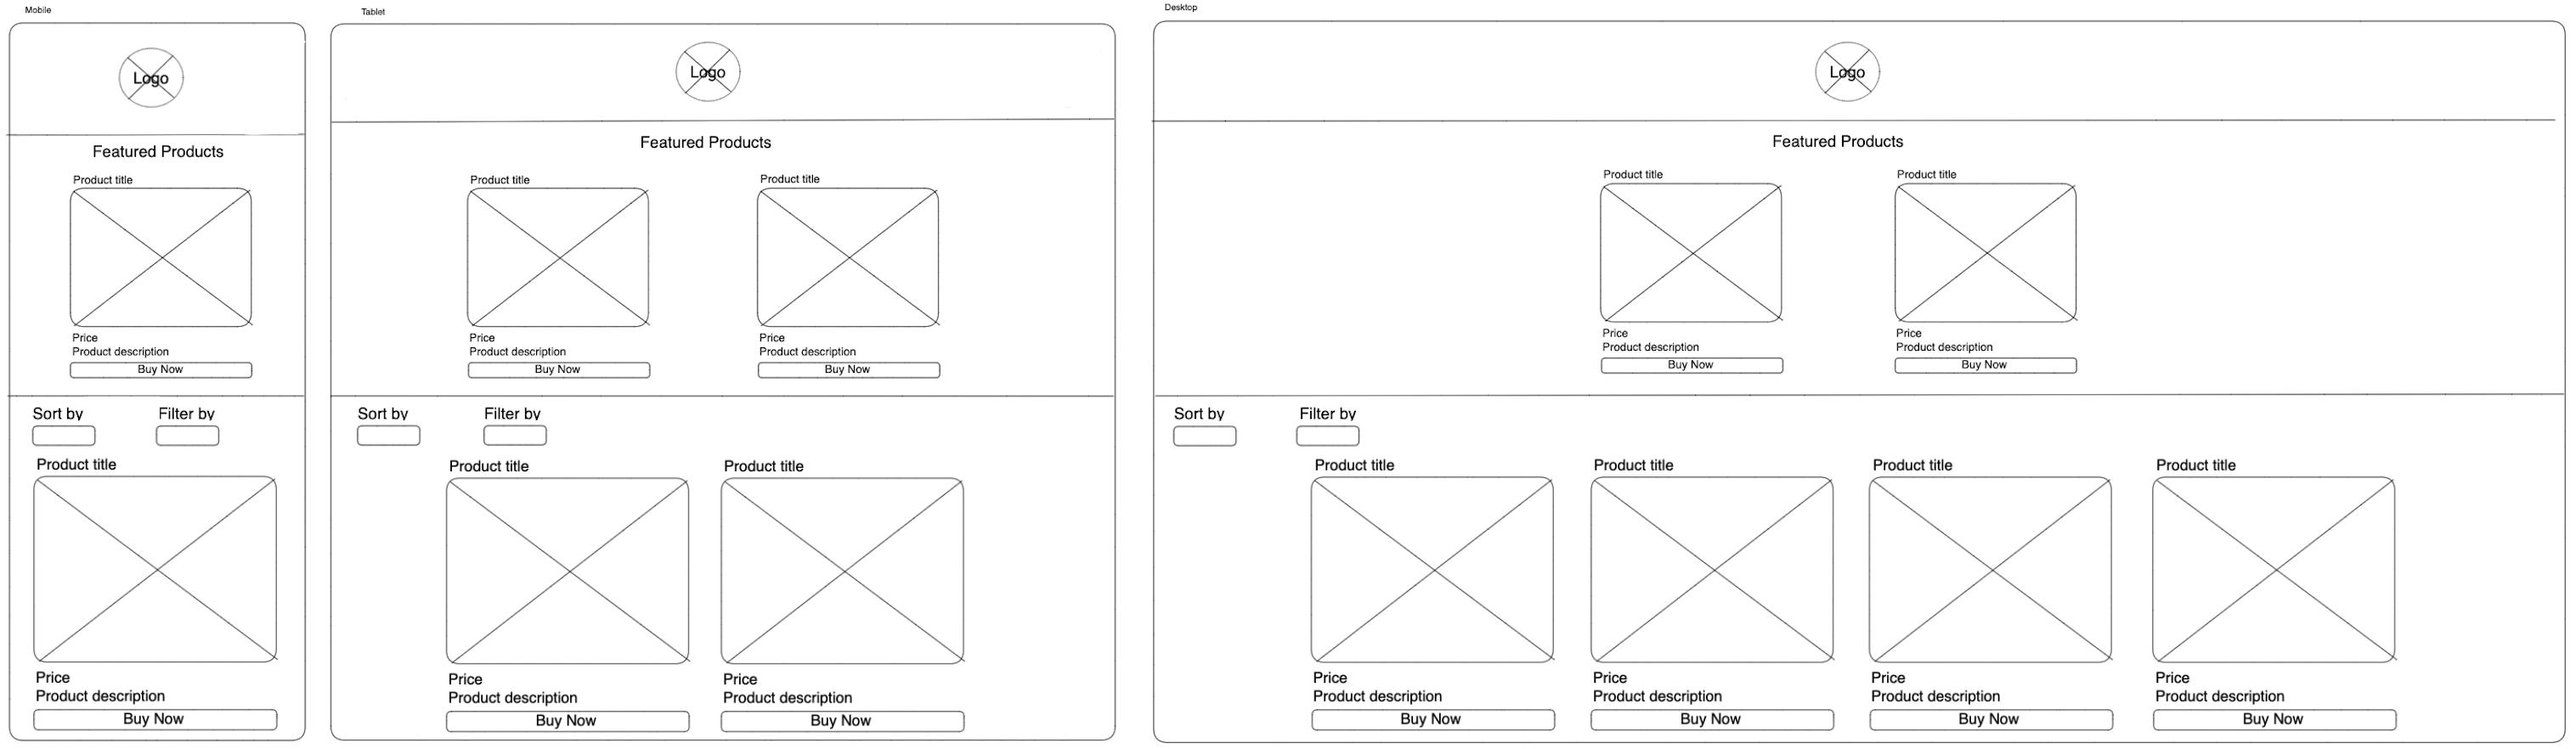 Mobile
Logo
Featured Products
Product title
Price
Product description
Buy Now
Sort by Filter by
Product title
Price
Product description
Buy Now
Tablet
Logo
Featured Products
Product title Product title
Price Price
Product description Product description
Buy Now Buy Now
Sort by Filter by
Product title Product title
Price Price
Product description Product description
Buy Now Buy Now
Desktop
Logo
Featured Products
Product title Product title
Price Price
Product description Product description
Buy Now Buy Now
Sort by Filter by
Product title Product title Product title Product title
Price Price Price Price
Product description Product description Product description Product description
Buy Now Buy Now Buy Now Buy Now